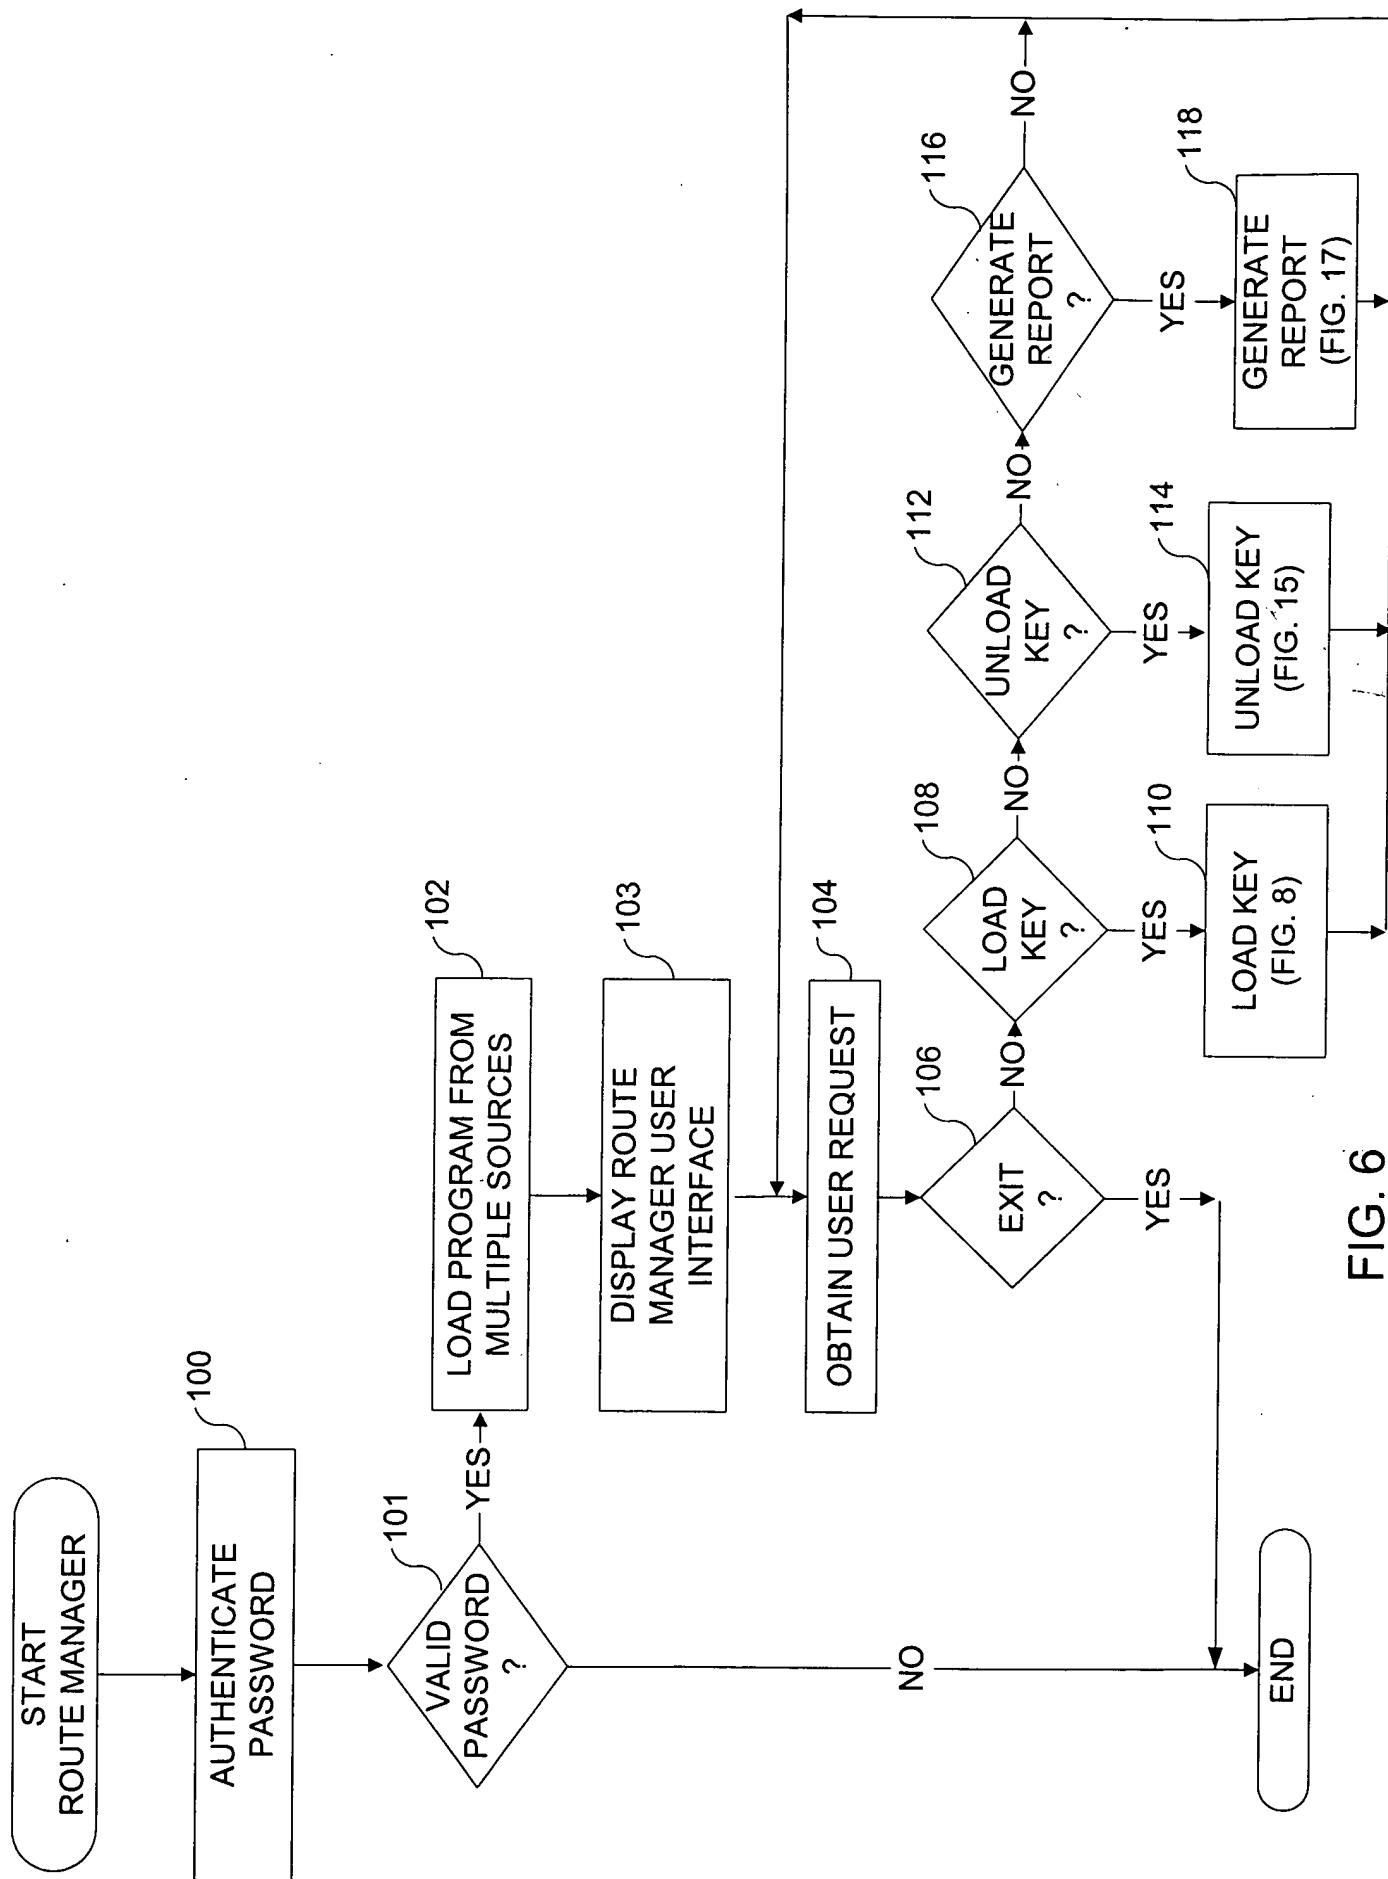 START
ROUTE MANAGER
100
AUTHENTICATE
PASSWORD
101
VALID
PASSWORD
?
YES
NO
102
LOAD PROGRAM FROM
MULTIPLE SOURCES
103
DISPLAY ROUTE
MANAGER USER
INTERFACE
104
OBTAIN USER REQUEST
106
EXIT
?
YES
NO
108
LOAD
KEY
?
YES
NO
110
LOAD KEY
(FIG. 8)
112
UNLOAD
KEY
?
YES
NO
114
UNLOAD KEY
(FIG. 15)
116
GENERATE
REPORT
?
YES
NO
118
GENERATE
REPORT
(FIG. 17)
END
FIG. 6